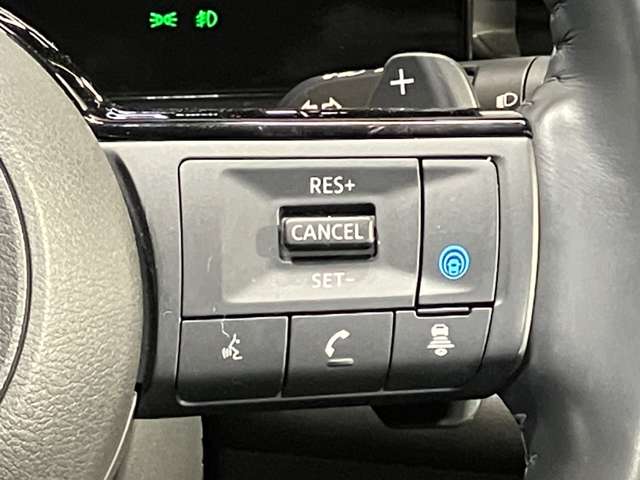 +
RES+
CANCEL
SET-